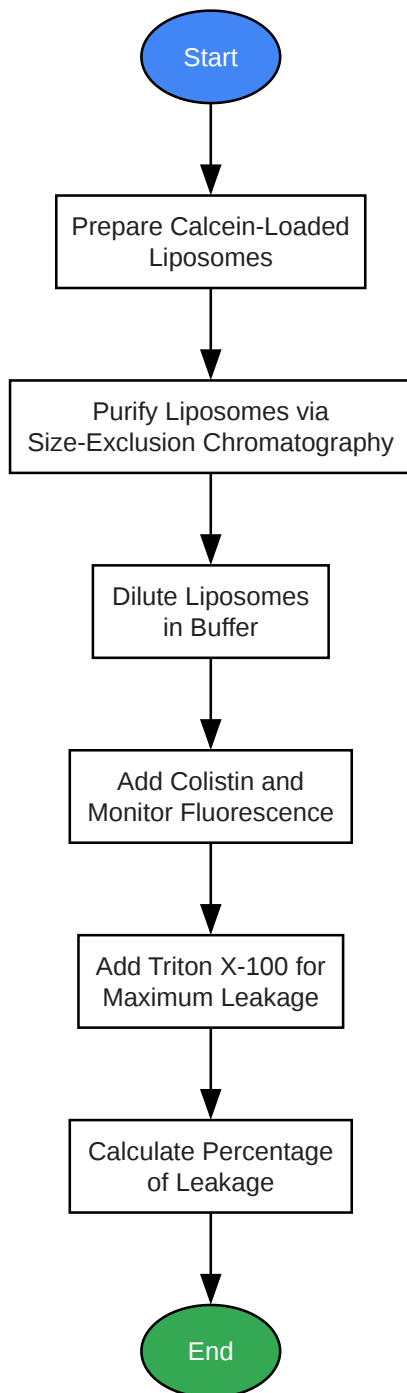 Start
Prepare Calcein-Loaded
Liposomes
Purify Liposomes via
Size-Exclusion Chromatography
Dilute Liposomes
in Buffer
Add Colistin and
Monitor Fluorescence
Add Triton X-100 for
Maximum Leakage
Calculate Percentage
of Leakage
End